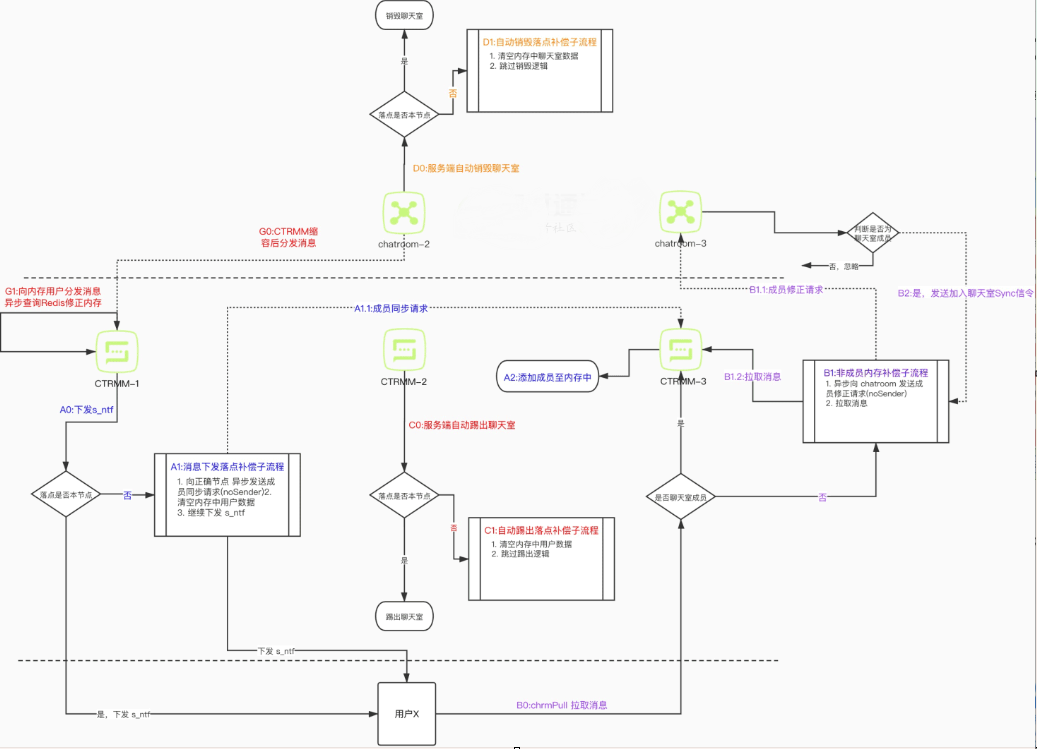 销毁聊天室
D1:自动销毁落点补偿子流程
1. 清空内存中聊天室数据
2. 跳过销毁逻辑
是
否
落点是否本节点
D0:服务端自动销毁聊天室
G0:CTRMM缩
容后分发消息
chatroom-2
chatroom-3
判断是否为
聊天室成员
否，忽略
G1:向内存用户分发消息
异步查询Redis修正内存
B1.1:成员修正请求
B2:是，发送加入聊天室Sync信令
A1.1:成员同步请求
CTRMM-1
CTRMM-2
CTRMM-3
A2:添加成员至内存中
B1.2:拉取消息
B1:非成员内存补偿子流程
1. 异步向 chatroom 发送成
员修正请求(noSender)
2. 拉取消息
A0:下发s_ntf
C0:服务端自动踢出聊天室
是
A1:消息下发落点补偿子流程
1. 向正确节点 异步发送成
员同步请求(noSender)2.
清空内存中用户数据
3. 继续下发 s_ntf
落点是否本节点
否
落点是否本节点
是否聊天室成员
否
否
C1:自动踢出落点补偿子流程
1. 清空内存中用户数据
2. 跳过踢出逻辑
是
踢出聊天室
下发 s_ntf
是，下发 s_ntf
用户X
B0:chrmPull 拉取消息